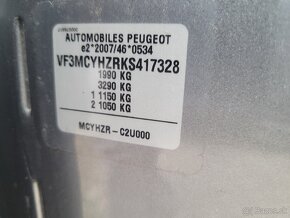 AUTOMOBILES PEUGEOT
e2*2007/46*0534
VF3MCYHZRKS417328
1990 KG
3290 KG
1 1150 KG
2 1050 KG
MCYHZR – C2U000